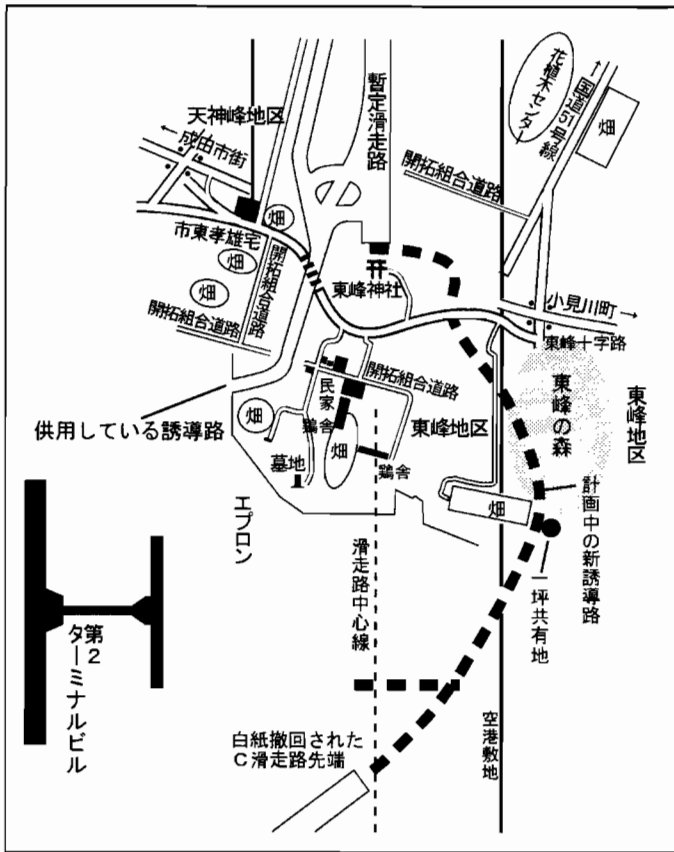 天神峰地区
←成田市街
暫定滑走路
花植木センター
国道51号線→
畑
開拓組合道路
市東孝雄宅
畑
畑
畑
開拓組合道路
開拓組合道路
東峰神社
小見川町→
東峰十字路
供用している誘導路
民家
開拓組合道路
畑
鶏舎
畑
墓地
鶏舎
東峰地区
東峰の森
東峰地区
畑
計画中の新誘導路
一坪共有地
エプロン
滑走路中心線
空港敷地
第2
ターミナルビル
白紙撤回された
C滑走路先端